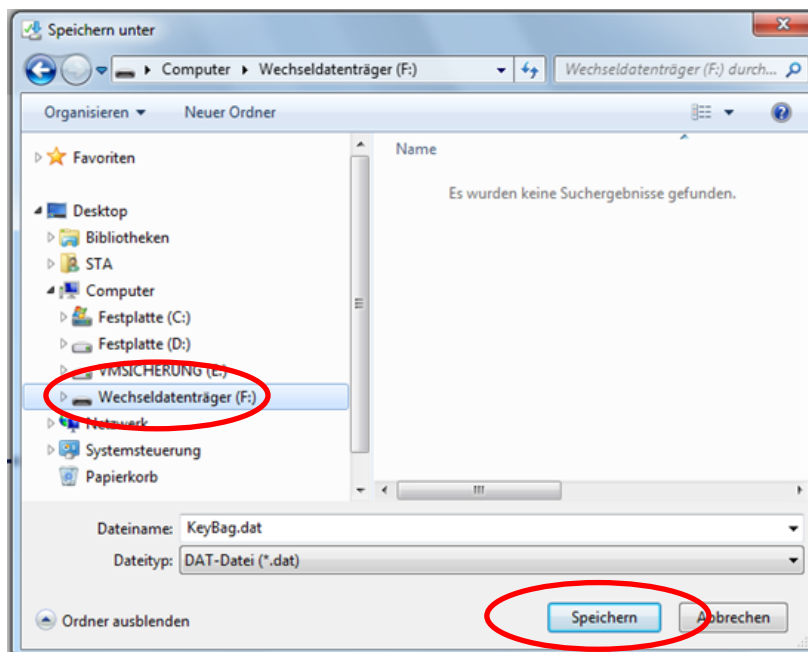 Speichern unter
Computer Wechseldatenträger (F:)
Wechseldatenträger (F:) durch...
Organisieren Neuer Ordner
Favoriten
Desktop
Bibliotheken
STA
Computer
Festplatte (C:)
Festplatte (D:)
VMSICHERUNG (E:)
Wechseldatenträger (F:)
Netzwerk
Systemsteuerung
Papierkorb
Name
Es wurden keine Suchergebnisse gefunden.
Dateiname: KeyBag.dat
Dateityp: DAT-Datei (*.dat)
Ordner ausblenden
Speichern
Abbrechen